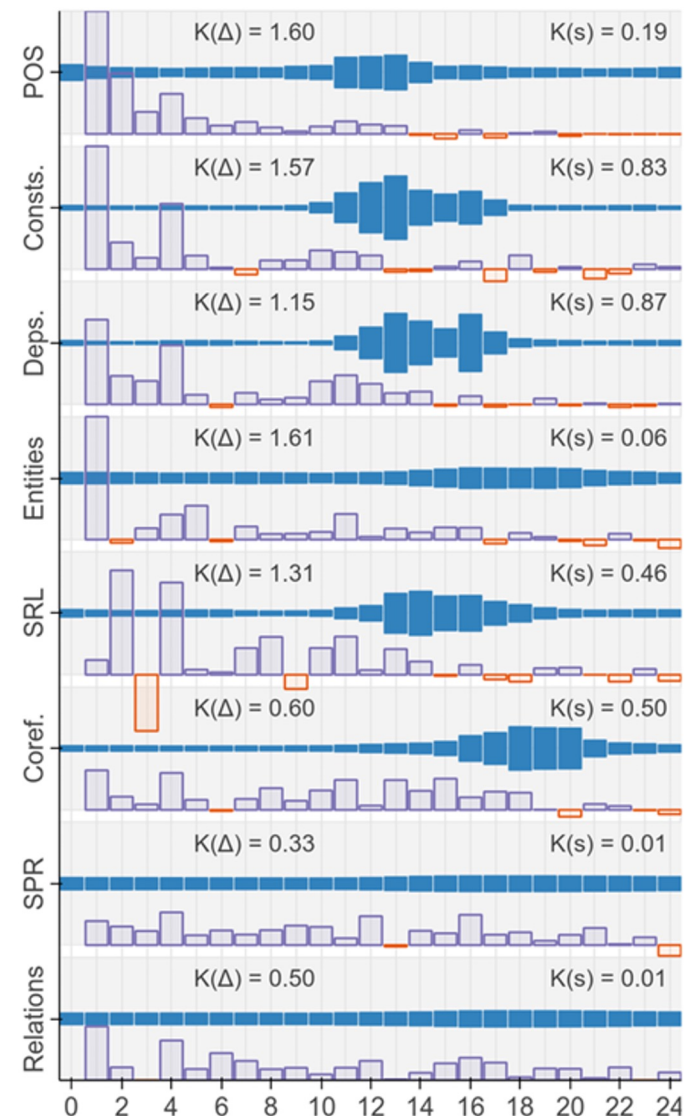 POS
K(Δ) = 1.60 K(s) = 0.19
Consts.
K(Δ) = 1.57 K(s) = 0.83
Deps.
K(Δ) = 1.15 K(s) = 0.87
Entities
K(Δ) = 1.61 K(s) = 0.06
SRL
K(Δ) = 1.31 K(s) = 0.46
Coref.
K(Δ) = 0.60 K(s) = 0.50
SPR
K(Δ) = 0.33 K(s) = 0.01
Relations
K(Δ) = 0.50 K(s) = 0.01
0 2 4 6 8 10 12 14 16 18 20 22 24